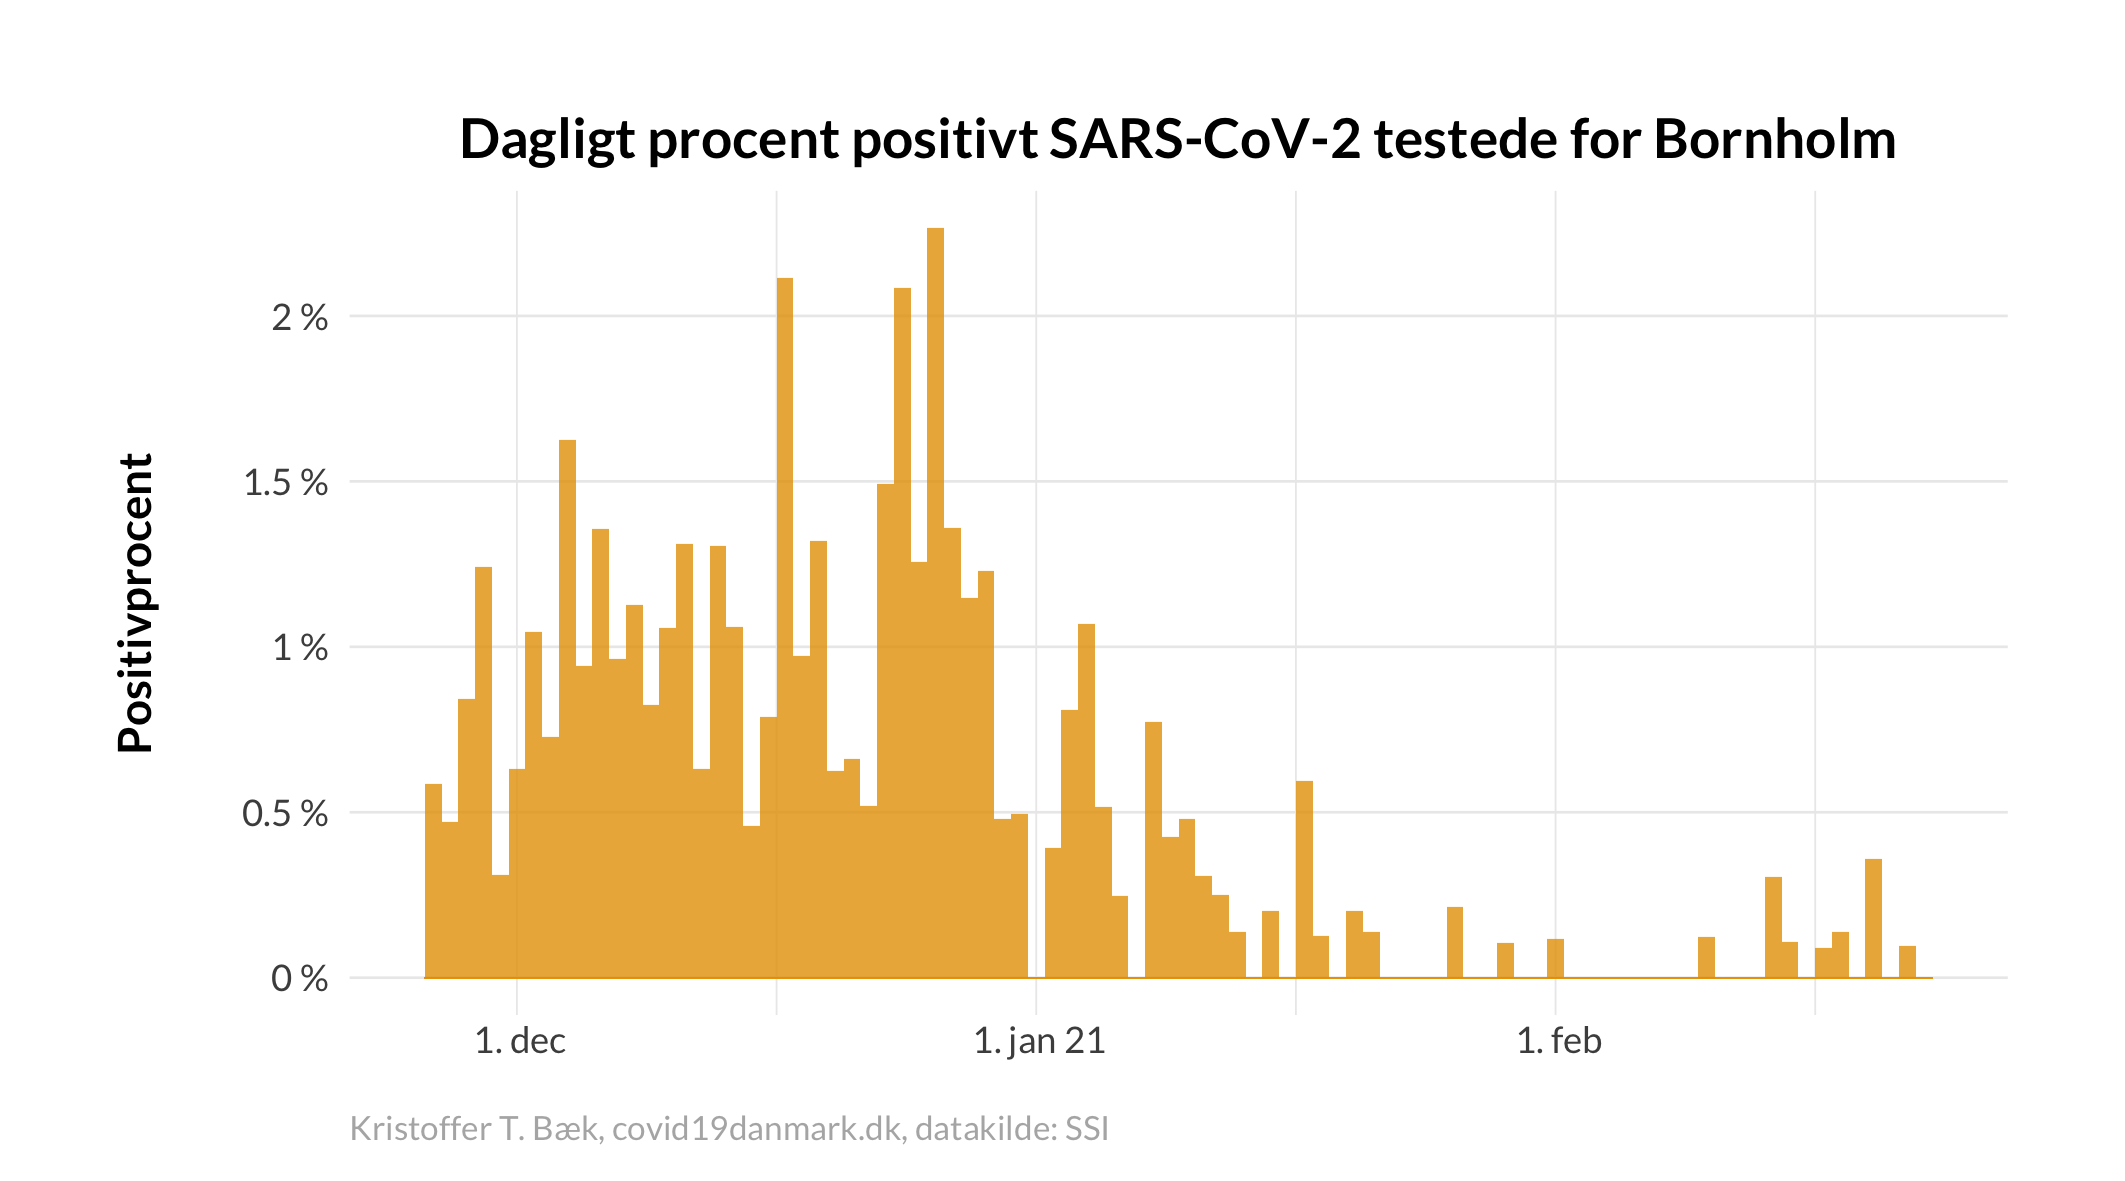 Dagligt procent positivt SARS-CoV-2 testede for Bornholm
Positivprocent
2 %
1.5 %
1 %
0.5 %
0 %
1. dec
1. jan 21
1. feb
Kristoffer T. Bæk, covid19danmark.dk, datakilde: SSI